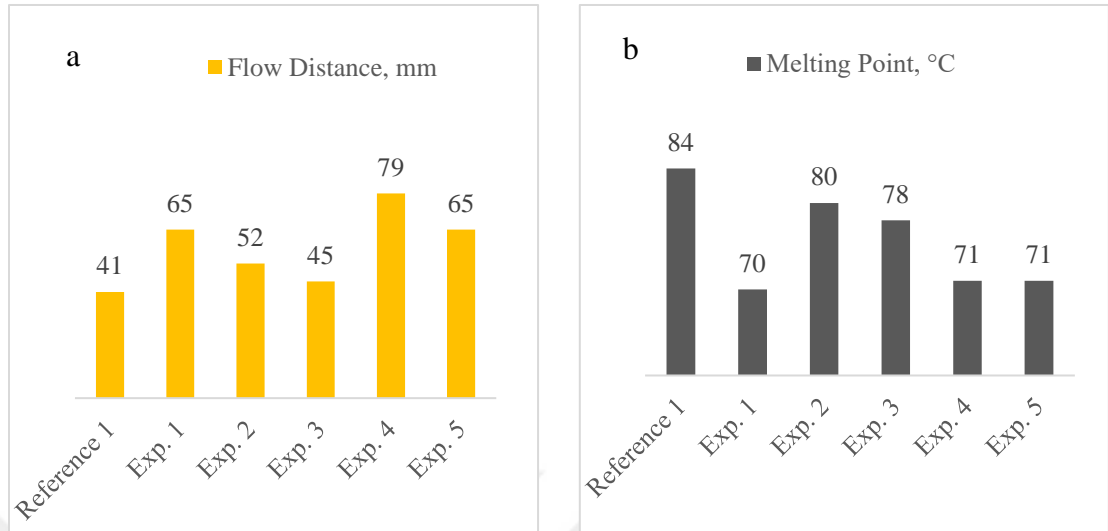 a
Flow Distance, mm
41
65
52
45
79
65
Reference 1
Exp. 1
Exp. 2
Exp. 3
Exp. 4
Exp. 5
b
Melting Point, °C
84
70
80
78
71
71
Reference 1
Exp. 1
Exp. 2
Exp. 3
Exp. 4
Exp. 5